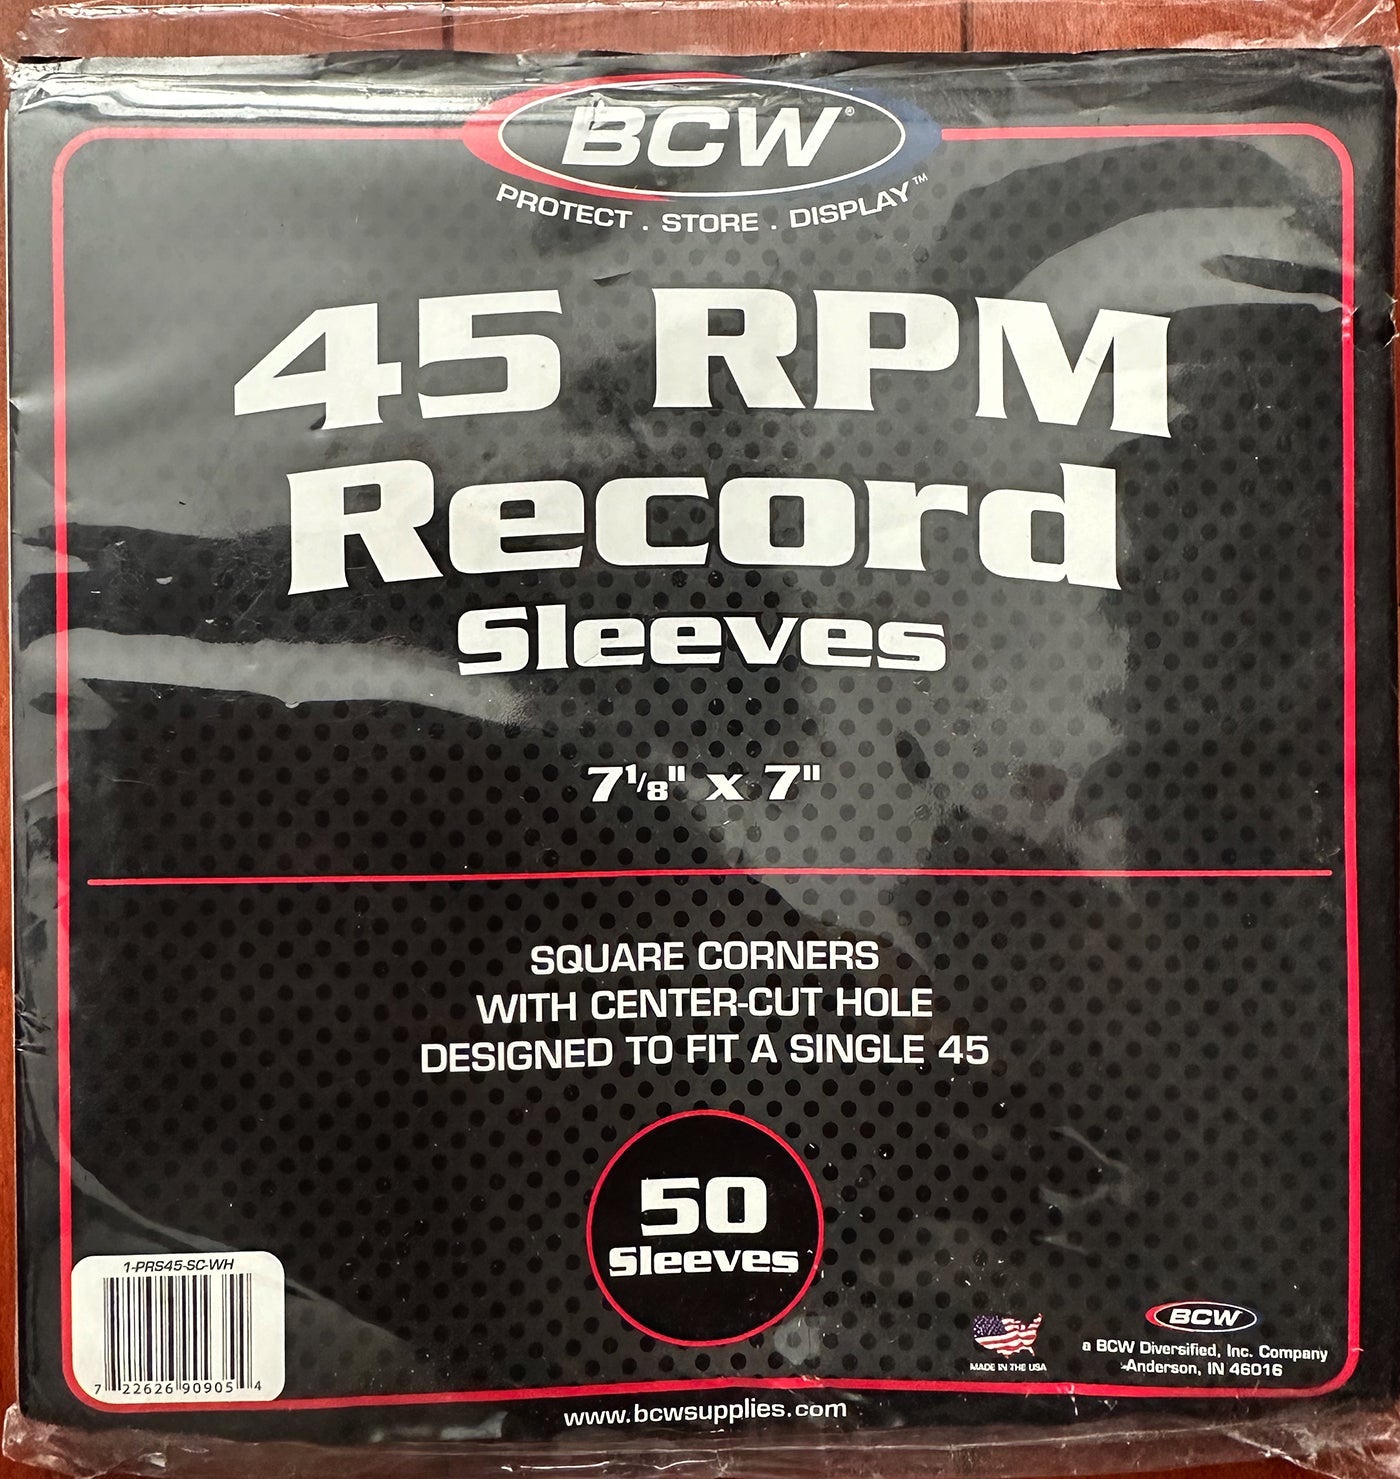 BCW®
PROTECT . STORE . DISPLAY™
45 RPM
Record
Sleeves
7 1/8" x 7"
SQUARE CORNERS
WITH CENTER-CUT HOLE
DESIGNED TO FIT A SINGLE 45
50
Sleeves
1-PRS45-SC-WH
7 22626 90905 4
MADE IN THE USA
BCW
a BCW Diversified, Inc. Company
Anderson, IN 46016
www.bcwsupplies.com